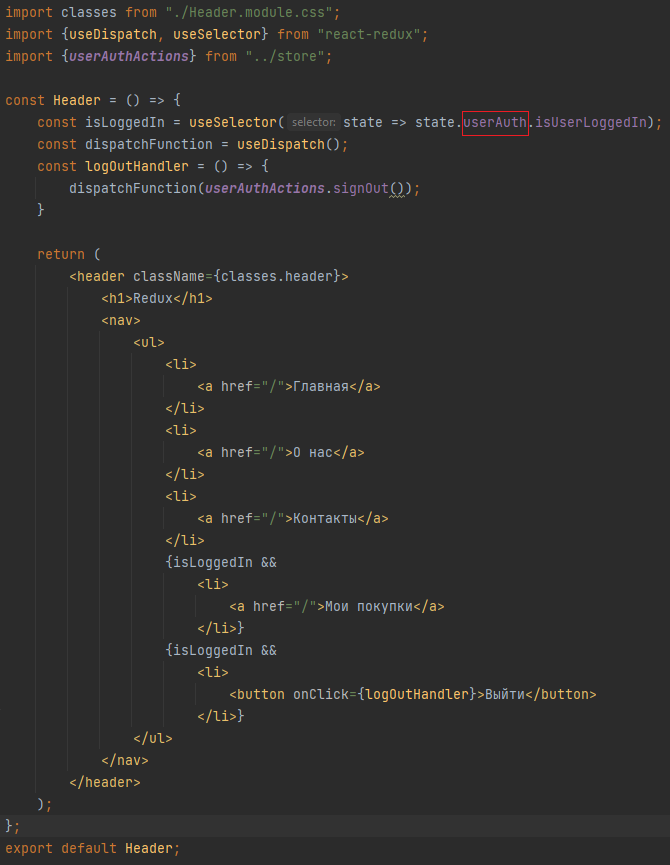 import classes from "./Header.module.css";
import {useDispatch, useSelector} from "react-redux";
import {userAuthActions} from "../store";
const Header = () => {
const isLoggedIn = useSelector( selector: state => state.userAuth.isUserLoggedIn);
const dispatchFunction = useDispatch();
const logOutHandler = () => {
dispatchFunction(userAuthActions.signOut());
}
return (
<header className={classes.header}>
<h1>Redux</h1>
<nav>
<ul>
<li>
<a href="/">Главная</a>
</li>
<li>
<a href="/">О нас</a>
</li>
<li>
<a href="/">Контакты</a>
</li>
{isLoggedIn &&
<li>
<a href="/">Мои покупки</a>
</li>}
{isLoggedIn &&
<li>
<button onClick={logOutHandler}>Выйти</button>
</li>}
</ul>
</nav>
</header>
);
};
export default Header;